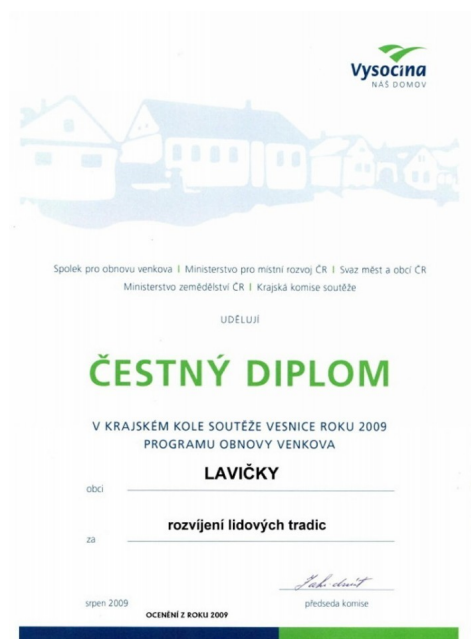 Vysocina
NÁŠ DOMOV
Spolek pro obnovu venkova | Ministerstvo pro místní rozvoj ČR | Svaz měst a obcí ČR
Ministerstvo zemědělství ČR | Krajská komise soutěže
UDĚLUJÍ
ČESTNÝ DIPLOM
V KRAJSKÉM KOLE SOUTĚŽE VESNICE ROKU 2009
PROGRAMU OBNOVY VENKOVA
LAVIČKY
obci
rozvíjení lidových tradic
za
srpen 2009
předseda komise
OCENĚNÍ Z ROKU 2009